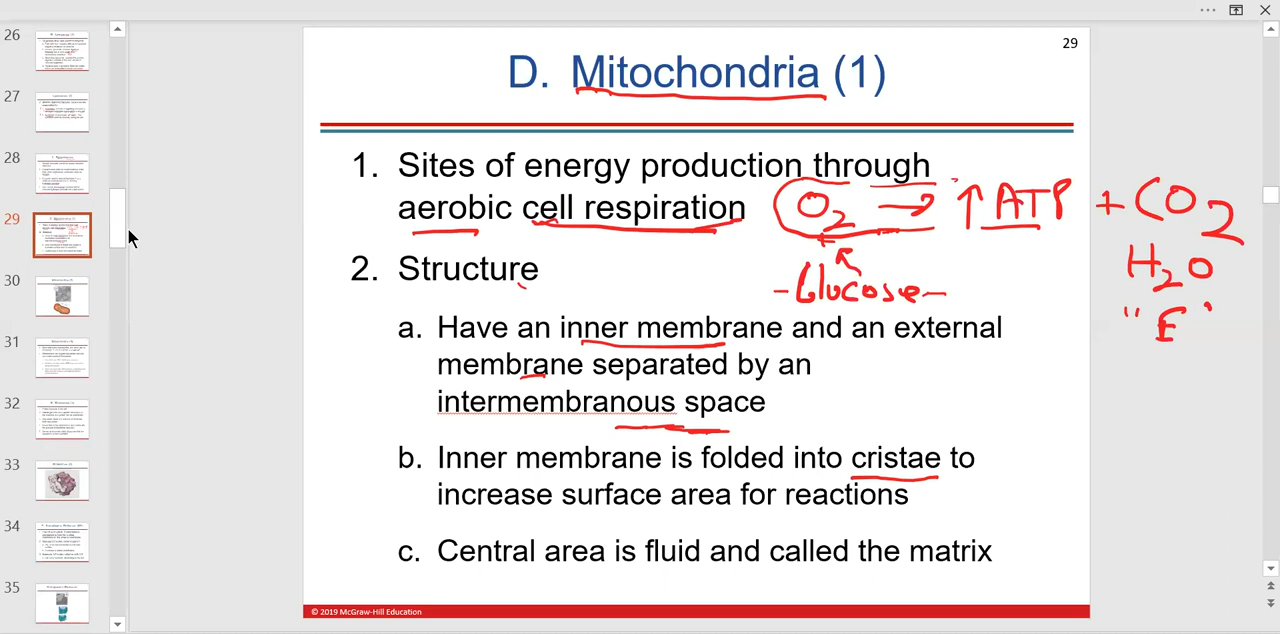 29
D. Mitochondria (1)
1. Sites of energy production through
aerobic cell respiration
O2 → ↑ ATP + CO2
H2O
"E"
-Glucose-
2. Structure
a. Have an inner membrane and an external
membrane separated by an
intermembranous space
b. Inner membrane is folded into cristae to
increase surface area for reactions
c. Central area is fluid and called the matrix
© 2019 McGraw-Hill Education
26
27
28
29
30
31
32
33
34
35